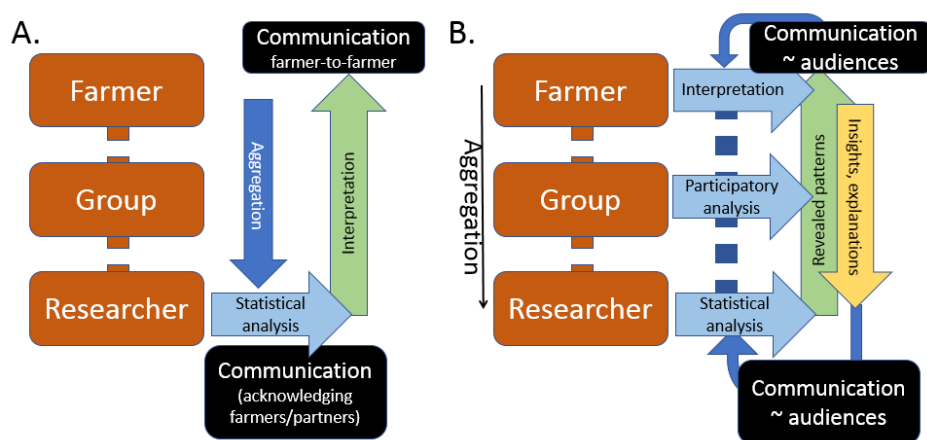 A.
Communication
farmer-to-farmer
Farmer
Group
Researcher
Aggregation
Interpretation
Statistical
analysis
Communication
(acknowledging
farmers/partners)
B.
Communication
~ audiences
Aggregation
Farmer
Group
Researcher
Interpretation
Participatory
analysis
Statistical
analysis
Revealed patterns
Insights, explanations
Communication
~ audiences